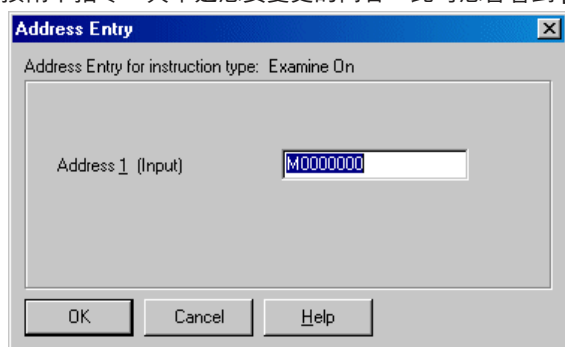 Address Entry
Address Entry for instruction type: Examine On
Address 1 (Input)
M0000000
OK
Cancel
Help